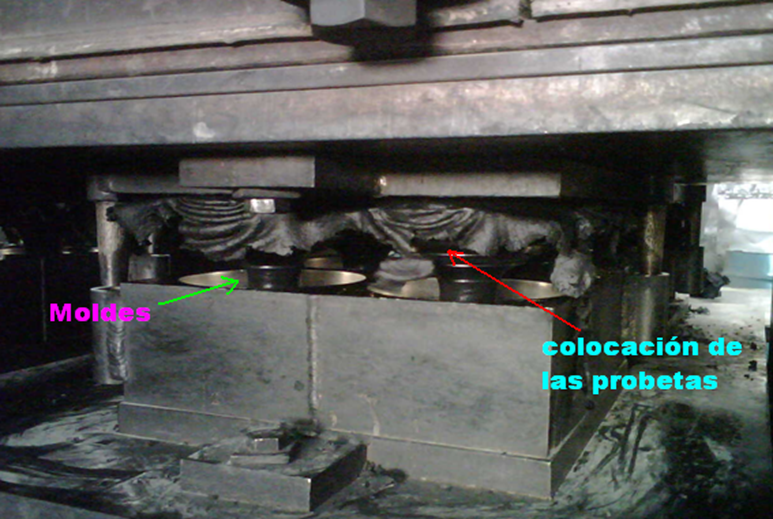 Moldes
colocación de
las probetas